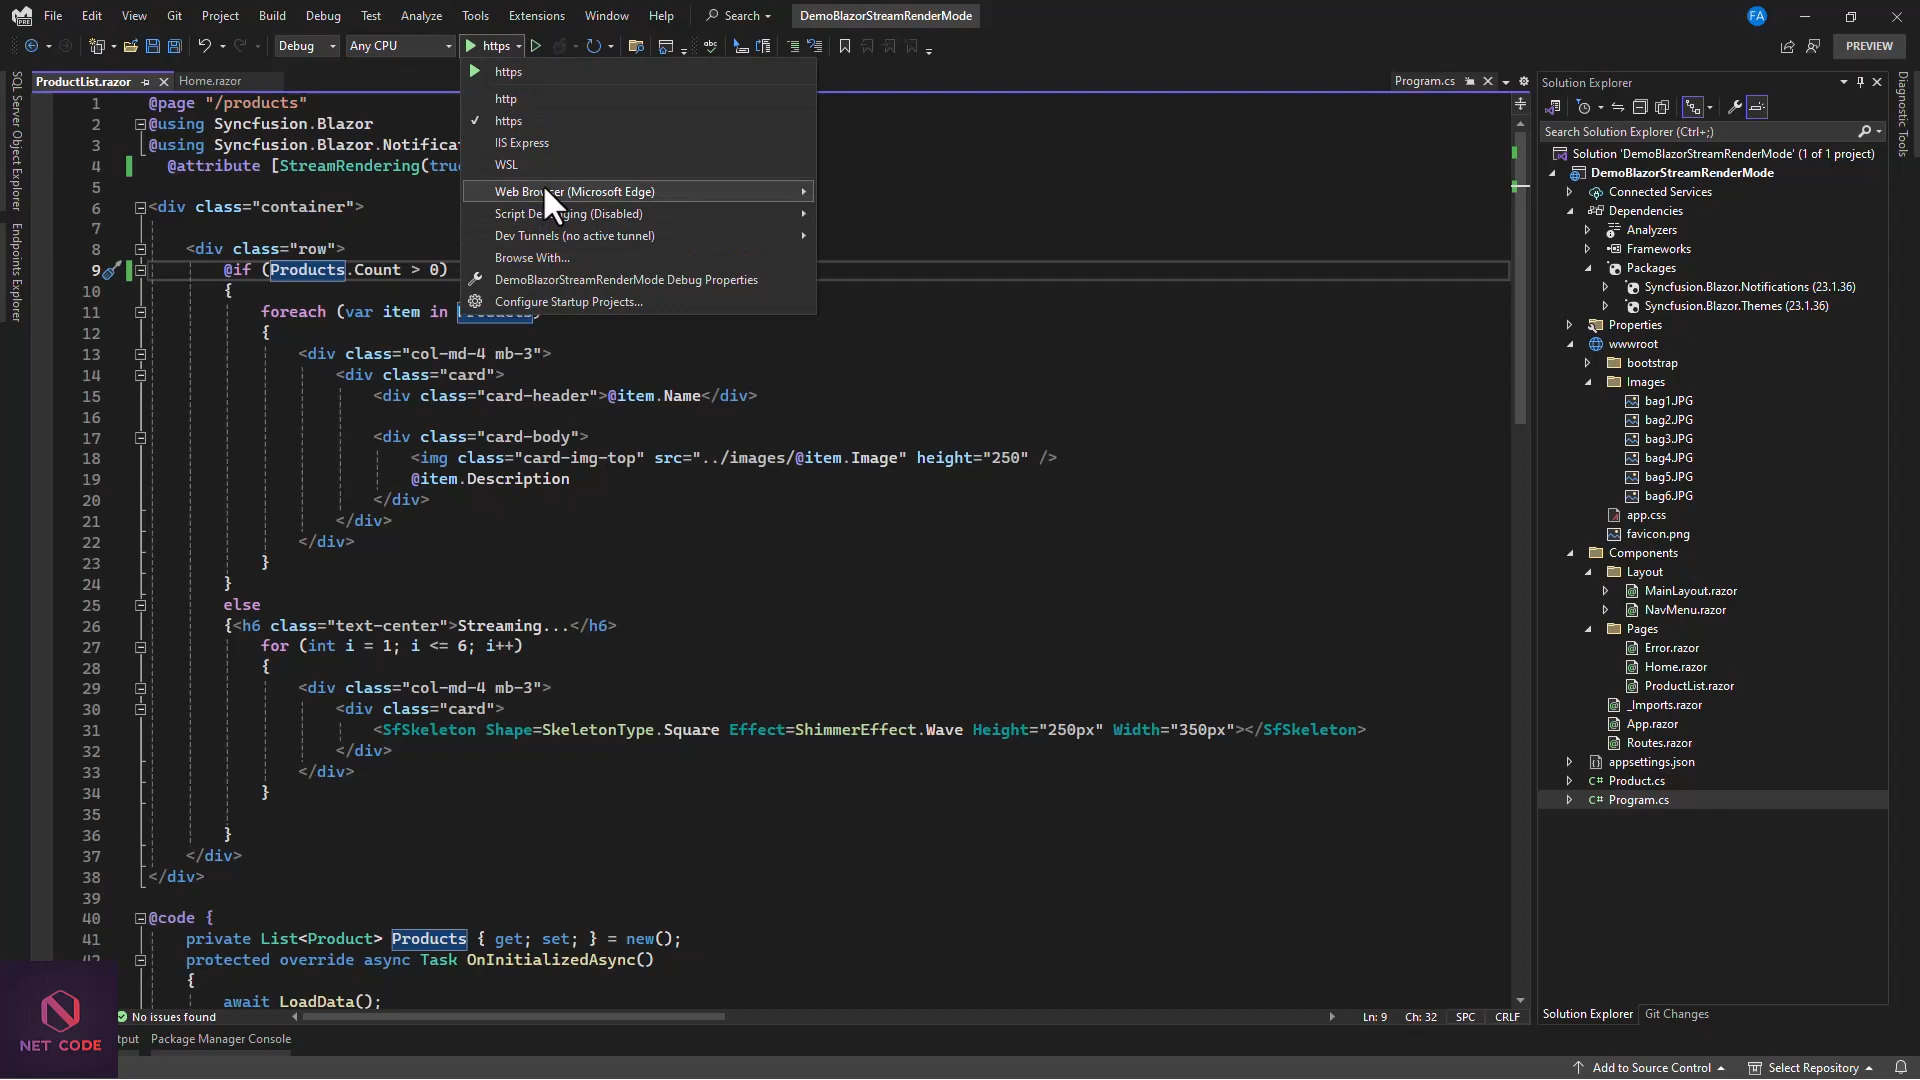 File Edit View Git Project Build Debug Test Analyze Tools Extensions Window Help Search DemoBlazorStreamRenderMode FA
Debug Any CPU https PREVIEW
ProductList.razor Home.razor Program.cs
https
http
https
IIS Express
WSL
Web Browser (Microsoft Edge)
Script Debugging (Disabled)
Dev Tunnels (no active tunnel)
Browse With...
DemoBlazorStreamRenderMode Debug Properties
Configure Startup Projects...
SQL Server Object Explorer
Endpoints Explorer
1 @page "/products"
2 @using Syncfusion.Blazor
3 @using Syncfusion.Blazor.Notificat
4 @attribute [StreamRendering(true
5
6 <div class="container">
7
8 <div class="row">
9 @if (Products.Count > 0)
10 {
11 foreach (var item in Products)
12 {
13 <div class="col-md-4 mb-3">
14 <div class="card">
15 <div class="card-header">@item.Name</div>
16
17 <div class="card-body">
18 <img class="card-img-top" src="../images/@item.Image" height="250" />
19 @item.Description
20 </div>
21 </div>
22 </div>
23 }
24 }
25 else
26 {<h6 class="text-center">Streaming...</h6>
27 for (int i = 1; i <= 6; i++)
28 {
29 <div class="col-md-4 mb-3">
30 <div class="card">
31 <SfSkeleton Shape=SkeletonType.Square Effect=ShimmerEffect.Wave Height="250px" Width="350px"></SfSkeleton>
32 </div>
33 </div>
34 }
35
36 }
37 </div>
38 </div>
39
40 @code {
41 private List<Product> Products { get; set; } = new();
42 protected override async Task OnInitializedAsync()
{
await LoadData();
No issues found Ln: 9 Ch: 32 SPC CRLF
NET CODE
tput Package Manager Console
Solution Explorer
Search Solution Explorer (Ctrl+;)
Solution 'DemoBlazorStreamRenderMode' (1 of 1 project)
DemoBlazorStreamRenderMode
Connected Services
Dependencies
Analyzers
Frameworks
Packages
Syncfusion.Blazor.Notifications (23.1.36)
Syncfusion.Blazor.Themes (23.1.36)
Properties
wwwroot
bootstrap
Images
bag1.JPG
bag2.JPG
bag3.JPG
bag4.JPG
bag5.JPG
bag6.JPG
app.css
favicon.png
Components
Layout
MainLayout.razor
NavMenu.razor
Pages
Error.razor
Home.razor
ProductList.razor
_Imports.razor
App.razor
Routes.razor
appsettings.json
C# Product.cs
C# Program.cs
Solution Explorer Git Changes
Diagnostic Tools
Add to Source Control Select Repository